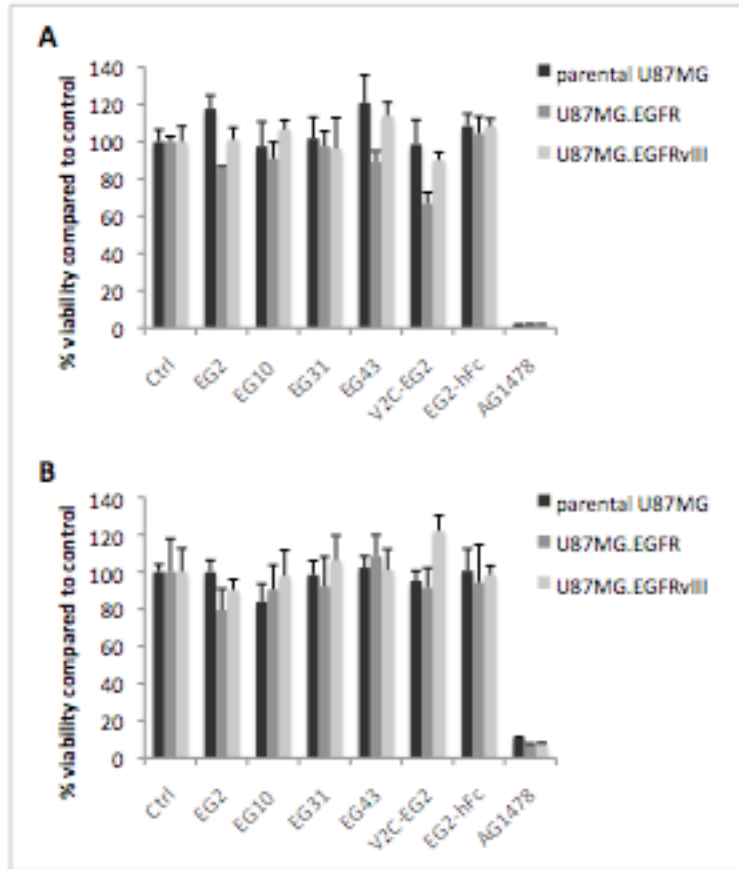 A
% viability compared to control
140
120
100
80
60
40
20
0
parental U87MG
U87MG.EGFR
U87MG.EGFRvIII
Ctrl
EG2
EG10
EG31
EG43
V2C-EG2
EG2-hFc
AG1478
B
% viability compared to control
140
120
100
80
60
40
20
0
parental U87MG
U87MG.EGFR
U87MG.EGFRvIII
Ctrl
EG2
EG10
EG31
EG43
V2C-EG2
EG2-hFc
AG1478